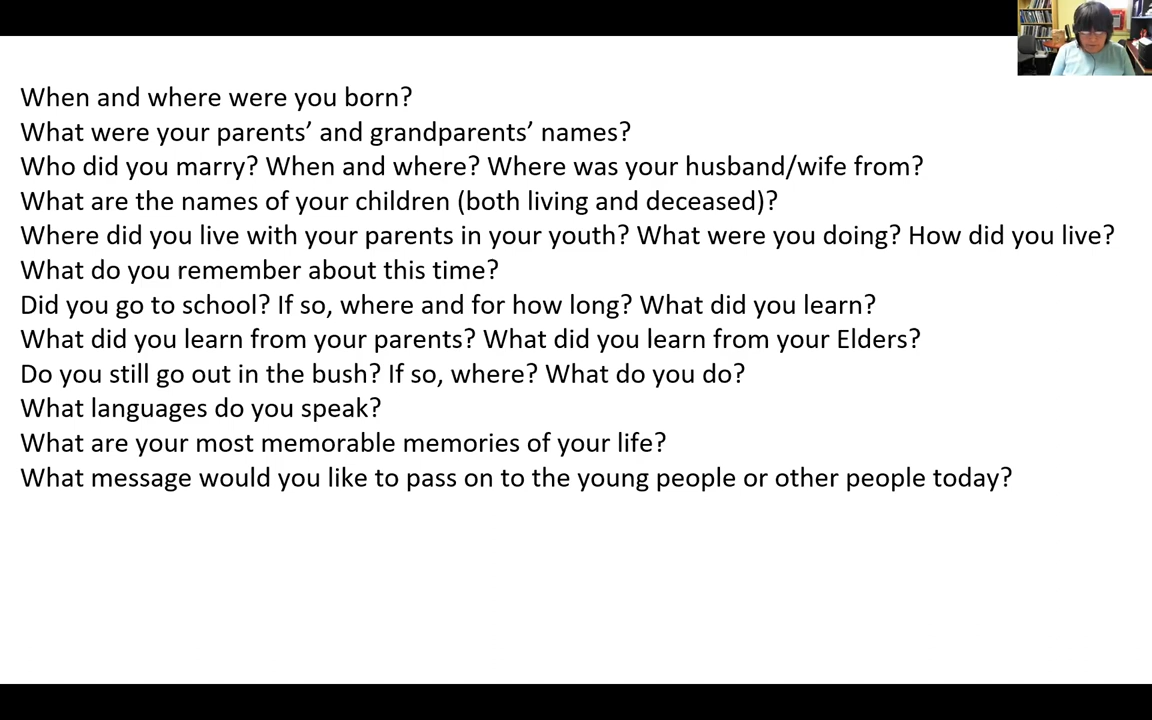 When and where were you born?
What were your parents’ and grandparents’ names?
Who did you marry? When and where? Where was your husband/wife from?
What are the names of your children (both living and deceased)?
Where did you live with your parents in your youth? What were you doing? How did you live?
What do you remember about this time?
Did you go to school? If so, where and for how long? What did you learn?
What did you learn from your parents? What did you learn from your Elders?
Do you still go out in the bush? If so, where? What do you do?
What languages do you speak?
What are your most memorable memories of your life?
What message would you like to pass on to the young people or other people today?